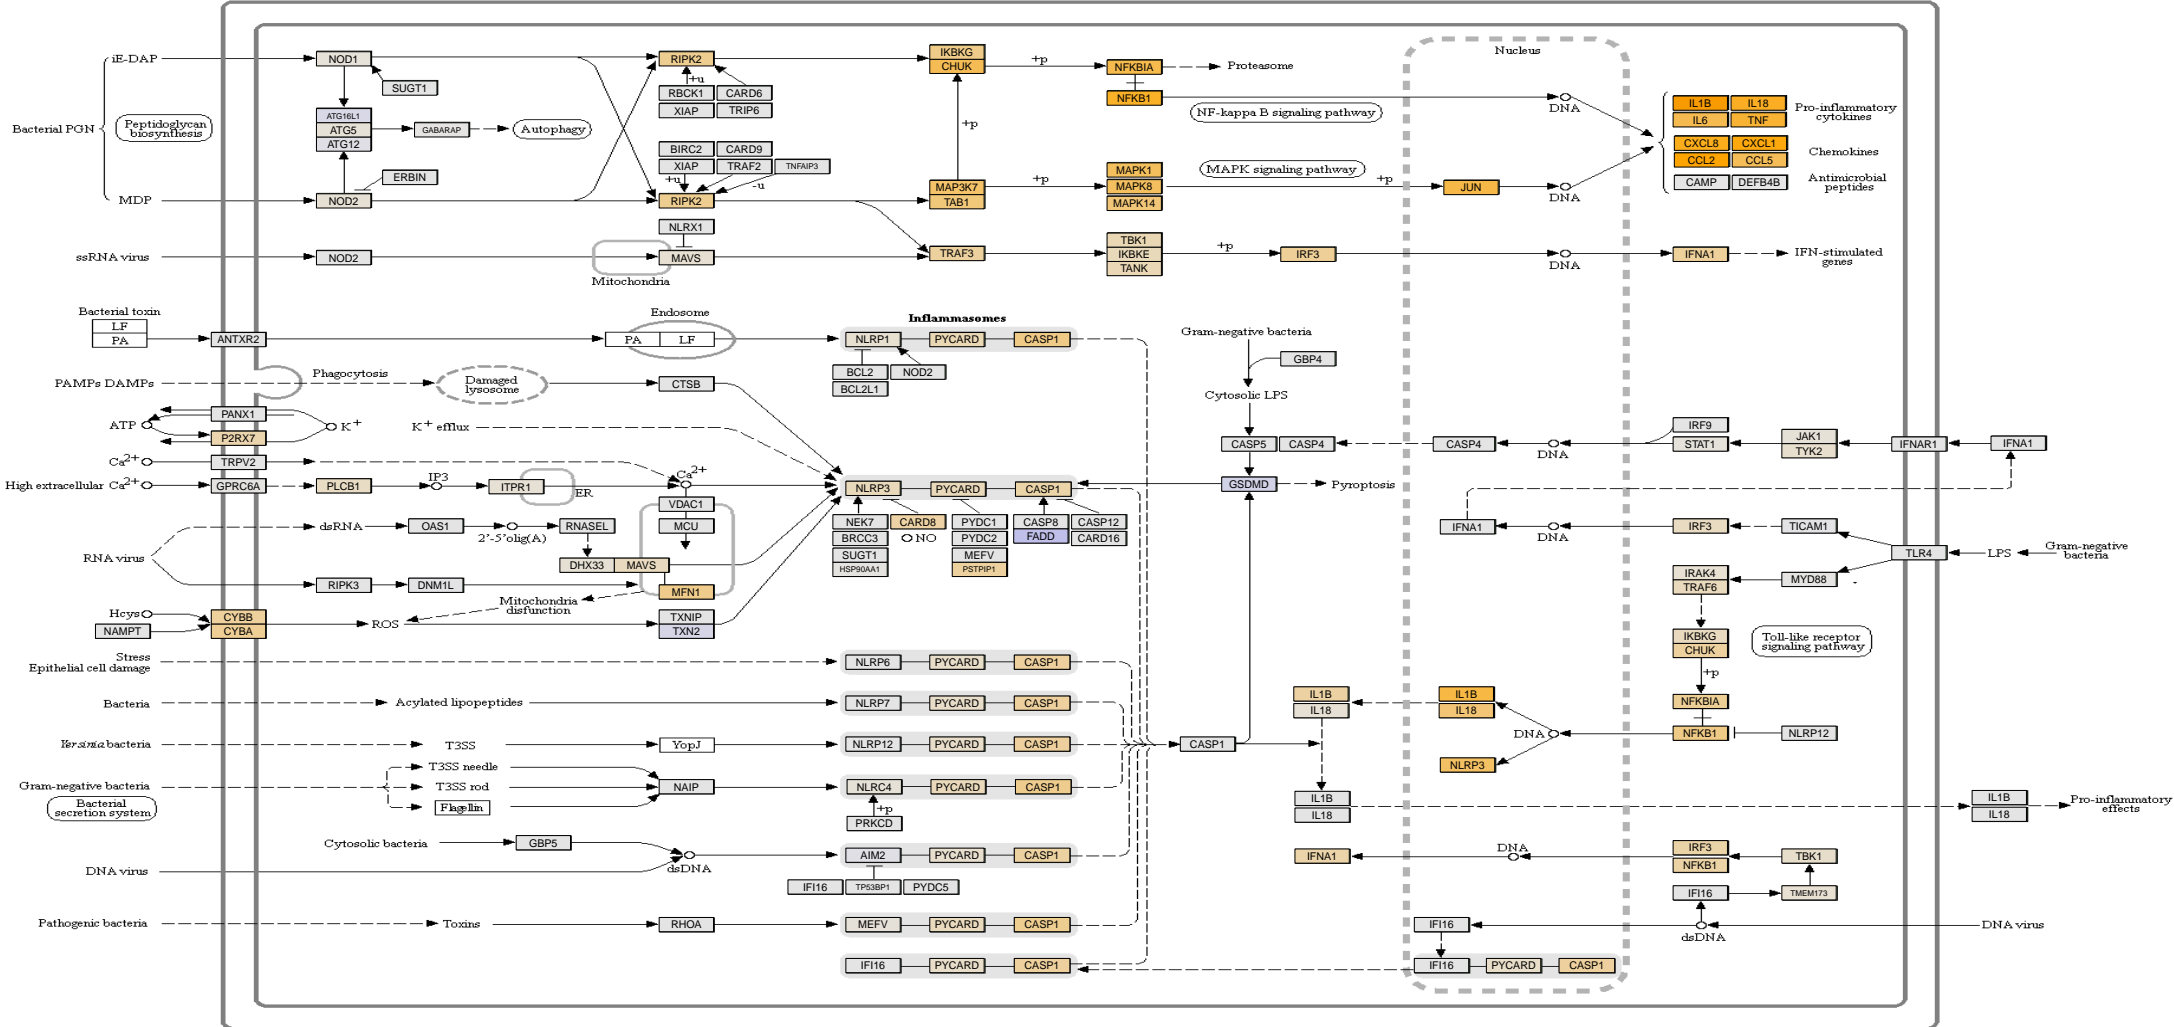 Nucleus
iE-DAP
NOD1
SUGT1
RIPK2
+u
RBCK1
CARD6
XIAP
TRIP6
IKBKG
CHUK
+p
NFKBIA
Proteasome
NFKB1
NF-kappa B signaling pathway
DNA
IL1B
IL18
IL6
TNF
Pro-inflammatory
cytokines
Bacterial PGN
Peptidoglycan
biosynthesis
ATG16L1
ATG5
ATG12
GABARAP
Autophagy
+p
CXCL8
CXCL1
CCL2
CCL5
Chemokines
BIRC2
CARD9
XIAP
TRAF2
TNFAIP3
+u
-u
ERBIN
MAP3K7
TAB1
+p
MAPK1
MAPK8
MAPK14
MAPK signaling pathway
+p
JUN
DNA
CAMP
DEFB4B
Antimicrobial
peptides
MDP
NOD2
RIPK2
NLRX1
ssRNA virus
NOD2
MAVS
Mitochondria
TRAF3
TBK1
IKBKE
TANK
+p
IRF3
DNA
IFNA1
IFN-stimulated
genes
Bacterial toxin
LF
PA
ANTXR2
Endosome
PA
LF
Inflammasomes
NLRP1
PYCARD
CASP1
BCL2
NOD2
BCL2L1
Gram-negative bacteria
GBP4
Cytosolic LPS
PAMPs DAMPs
Phagocytosis
Damaged
lysosome
CTSB
PANX1
ATP
P2RX7
K+
K+ efflux
CASP5
CASP4
CASP4
DNA
IRF9
STAT1
JAK1
TYK2
IFNAR1
IFNA1
Ca2+
TRPV2
Ca2+
High extracellular Ca2+
GPRC6A
PLCB1
IP3
ITPR1
ER
VDAC1
MCU
NLRP3
PYCARD
CASP1
GSDMD
Pyroptosis
NEK7
BRCC3
SUGT1
HSP90AA1
CARD8
NO
PYDC1
PYDC2
MEFV
PSTPIP1
CASP8
FADD
CASP12
CARD16
IFNA1
DNA
IRF3
TICAM1
TLR4
LPS
Gram-negative
bacteria
dsRNA
OAS1
2'-5'olig(A)
RNASEL
RNA virus
DHX33
MAVS
RIPK3
DNM1L
MFN1
Mitochondria
disfunction
IRAK4
TRAF6
MYD88
-
Hcys
NAMPT
CYBB
CYBA
ROS
TXNIP
TXN2
IKBKG
CHUK
Toll-like receptor
signaling pathway
+p
Stress
Epithelial cell damage
NLRP6
PYCARD
CASP1
Bacteria
Acylated lipopeptides
NLRP7
PYCARD
CASP1
IL1B
IL18
IL1B
IL18
NFKBIA
NFKB1
NLRP12
DNA
NLRP3
Yersinia bacteria
T3SS
YopJ
NLRP12
PYCARD
CASP1
CASP1
Gram-negative bacteria
T3SS needle
T3SS rod
Flagellin
NAIP
NLRC4
PYCARD
CASP1
+p
PRKCD
Bacterial
secretion system
IL1B
IL18
IL1B
IL18
Pro-inflammatory
effects
Cytosolic bacteria
GBP5
DNA virus
dsDNA
AIM2
PYCARD
CASP1
IFI16
TP53BP1
PYDC5
IFNA1
DNA
IRF3
NFKB1
TBK1
IFI16
TMEM173
Pathogenic bacteria
Toxins
RHOA
MEFV
PYCARD
CASP1
IFI16
dsDNA
DNA virus
IFI16
PYCARD
CASP1
IFI16
PYCARD
CASP1